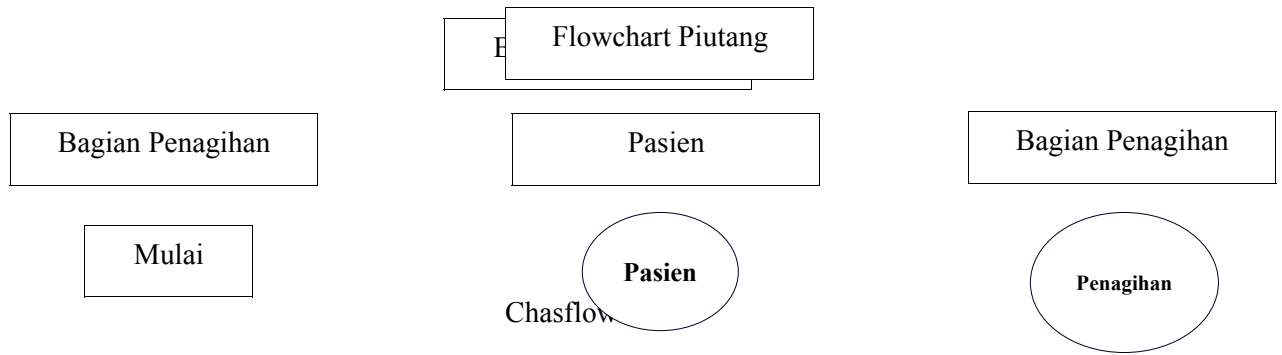 Flowchart Piutang
Bagian Penagihan
Pasien
Bagian Penagihan
Mulai
Pasien
Penagihan